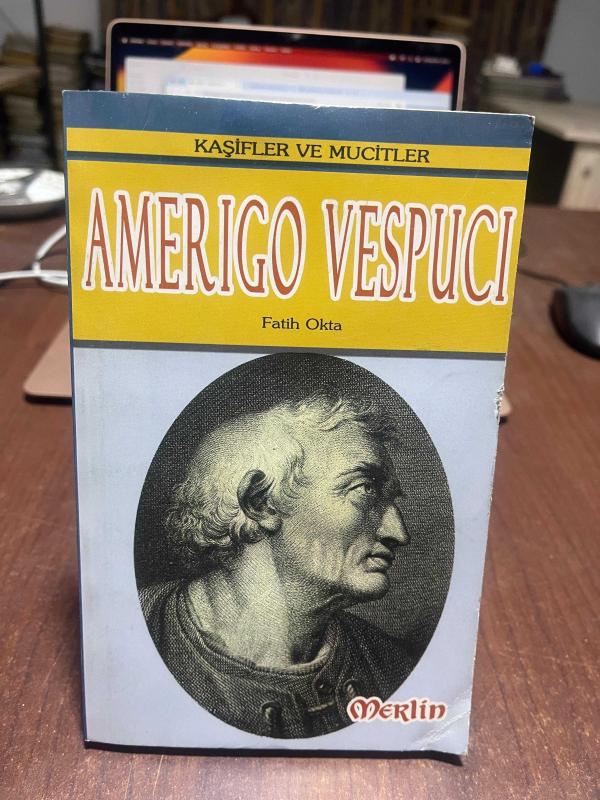 KAŞİFLER VE MUCİTLER
AMERIGO VESPUCI
Fatih Okta
Merlin